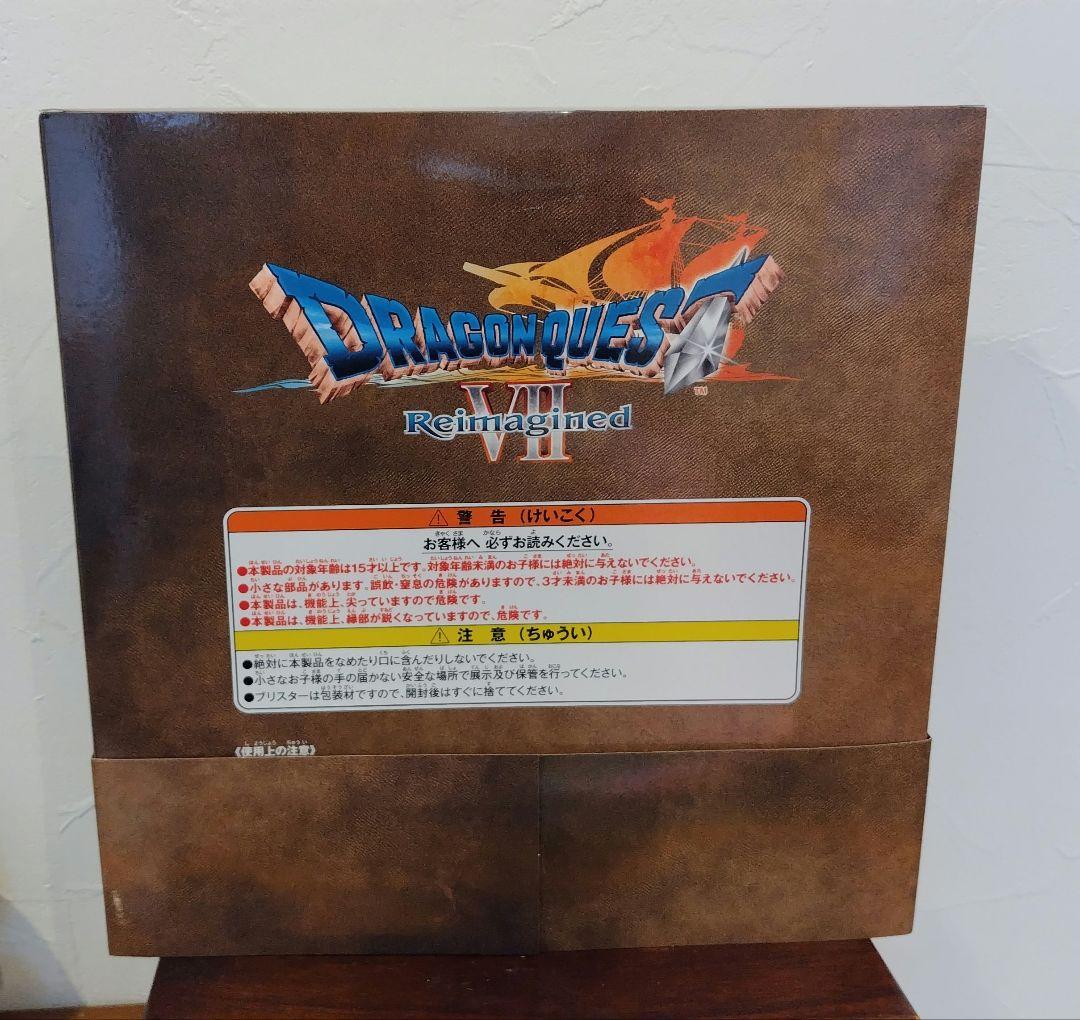 DRAGON QUEST
TM
VII
Reimagined
⚠ 警告 (けいこく)
お客様へ 必ずお読みください。
●本製品の対象年齢は15才以上です。対象年齢未満のお子様には絶対に与えないでください。
●小さな部品があります。誤飲・窒息の危険がありますので、3才未満のお子様には絶対に与えないでください。
●本製品は、機能上、尖っていますので危険です。
●本製品は、機能上、縁部が鋭くなっていますので、危険です。
⚠ 注意 (ちゅうい)
●絶対に本製品をなめたり口に含んだりしないでください。
●小さなお子様の手の届かない安全な場所で展示及び保管を行ってください。
●ブリスターは包装材ですので、開封後はすぐに捨ててください。
《使用上の注意》